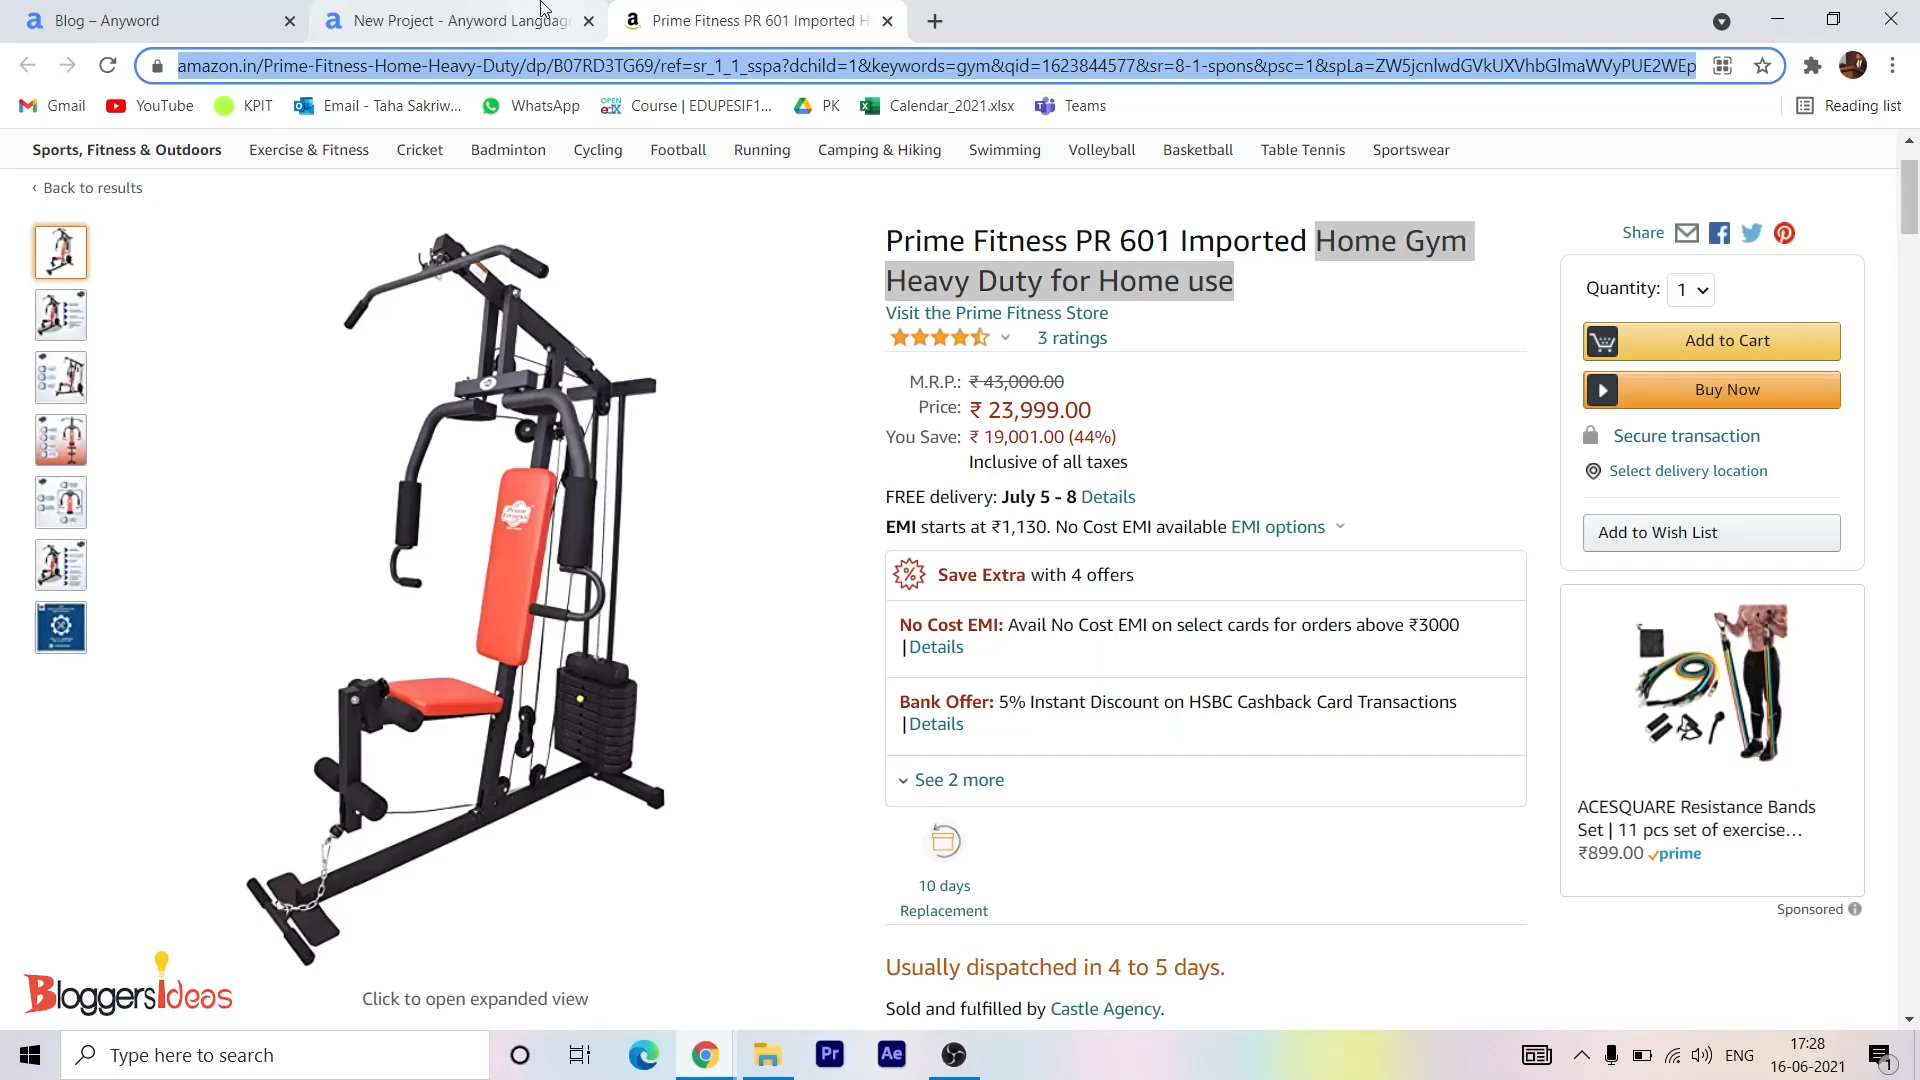 Blog – Anyword
New Project - Anyword Language
Prime Fitness PR 601 Imported H
amazon.in/Prime-Fitness-Home-Heavy-Duty/dp/B07RD3TG69/ref=sr_1_1_sspa?dchild=1&keywords=gym&qid=1623844577&sr=8-1-spons&psc=1&spLa=ZW5jcnlwdGVkUXVhbGlmaWVyPUE2WEp
Gmail
YouTube
KPIT
Email - Taha Sakriw...
WhatsApp
Course | EDUPESIF1...
PK
Calendar_2021.xlsx
Teams
Reading list
Sports, Fitness & Outdoors
Exercise & Fitness
Cricket
Badminton
Cycling
Football
Running
Camping & Hiking
Swimming
Volleyball
Basketball
Table Tennis
Sportswear
‹ Back to results
Prime Fitness PR 601 Imported Home Gym
Heavy Duty for Home use
Visit the Prime Fitness Store
3 ratings
M.R.P.: ₹ 43,000.00
Price: ₹ 23,999.00
You Save: ₹ 19,001.00 (44%)
Inclusive of all taxes
FREE delivery: July 5 - 8 Details
EMI starts at ₹1,130. No Cost EMI available EMI options
Save Extra with 4 offers
No Cost EMI: Avail No Cost EMI on select cards for orders above ₹3000
|Details
Bank Offer: 5% Instant Discount on HSBC Cashback Card Transactions
|Details
See 2 more
10 days
Replacement
Usually dispatched in 4 to 5 days.
Sold and fulfilled by Castle Agency.
Click to open expanded view
BloggersIdeas
Share
Quantity: 1
Add to Cart
Buy Now
Secure transaction
Select delivery location
Add to Wish List
ACESQUARE Resistance Bands
Set | 11 pcs set of exercise...
₹899.00 prime
Sponsored
Type here to search
Pr
Ae
ENG
17:28
16-06-2021
1